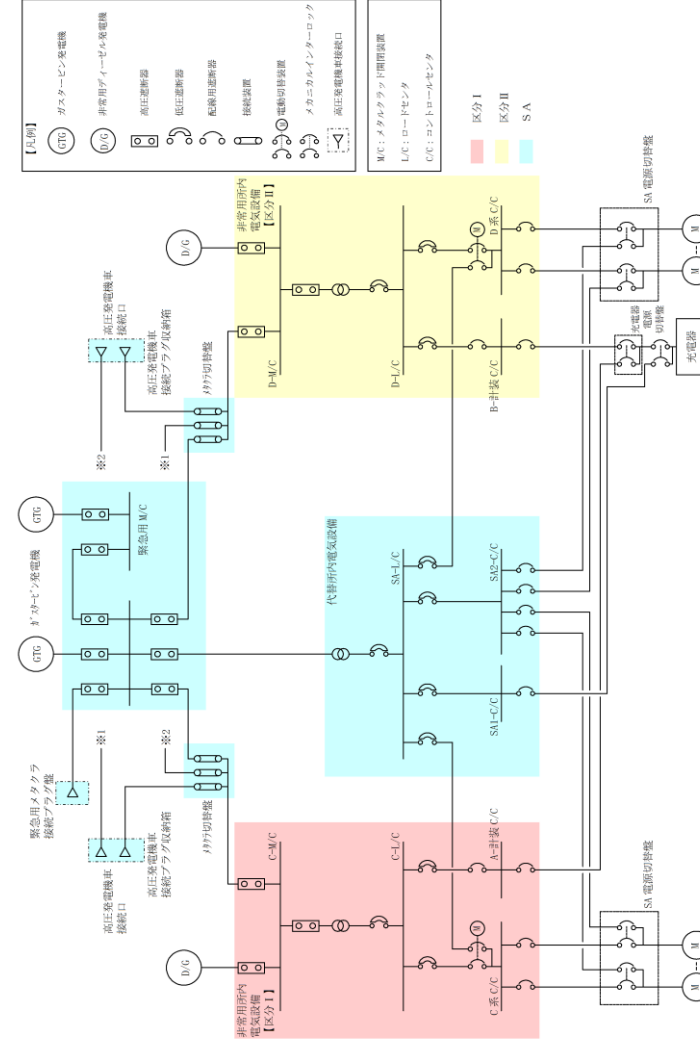 【凡例】
GTG
ガスタービン発電機
D/G
非常用ディーゼル発電機
高圧遮断器
低圧遮断器
配線用遮断器
接続装置
M
電動切替装置
メカニカルインターロック
高圧発電機車接続口
M/C：メタルクラッド開閉装置
L/C：ロードセンタ
C/C：コントロールセンタ
区分Ⅰ
区分Ⅱ
SA
緊急用メタクラ
接続プラグ盤
GTG
ｶﾞｽﾀｰﾋﾞﾝ発電機
GTG
緊急用 M/C
高圧発電機車
接続口
高圧発電機車
接続プラグ収納箱
※1
※2
ﾒﾀｸﾗ切替盤
高圧発電機車
接続口
高圧発電機車
接続プラグ収納箱
※2
※1
ﾒﾀｸﾗ切替盤
D/G
非常用所内
電気設備
【区分Ⅰ】
C-M/C
C-L/C
M
C系 C/C
A-計装 C/C
代替所内電気設備
SA-L/C
SA1-C/C
SA2-C/C
D/G
非常用所内
電気設備
【区分Ⅱ】
D-M/C
D-L/C
M
B-計装 C/C
D系 C/C
SA 電源切替盤
M
M
充電器
電源
切替盤
充電器
SA 電源切替盤
M
M